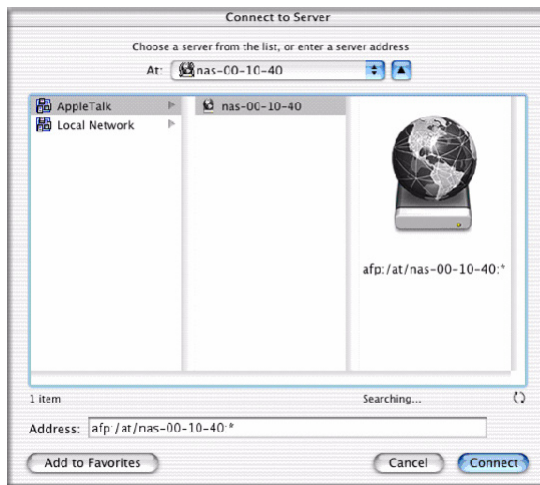 Connect to Server
Choose a server from the list, or enter a server address
At: nas-00-10-40
AppleTalk
Local Network
nas-00-10-40
afp:/at/nas-00-10-40:*
1 item
Searching...
Address: afp:/at/nas-00-10-40:*
Add to Favorites
Cancel
Connect